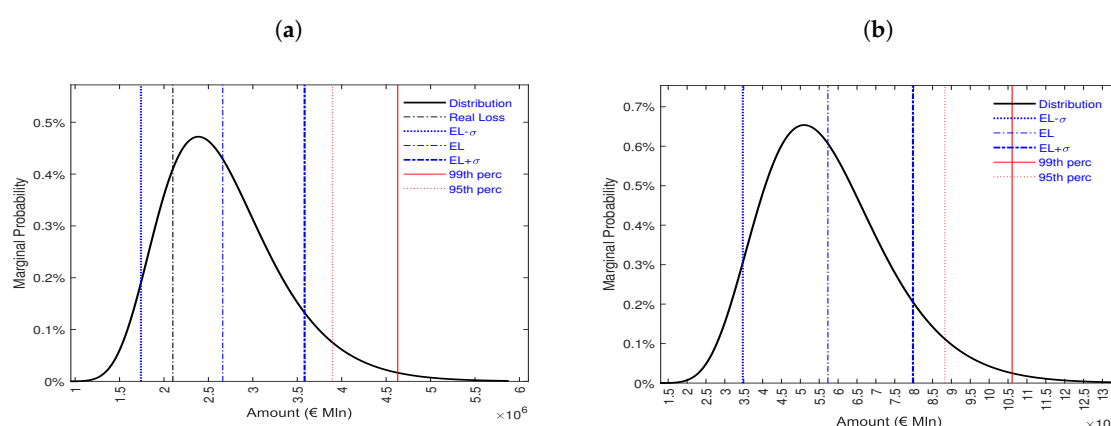 (a)
(b)
Distribution
Real Loss
EL-σ
EL
EL+σ
99th perc
95th perc
0.5%
0.4%
0.3%
0.2%
0.1%
0%
Marginal Probability
1
1.5
2
2.5
3
3.5
4
4.5
5
5.5
6
Amount (€ Mln)
×10^6
Distribution
EL-σ
EL
EL+σ
99th perc
95th perc
0.7%
0.6%
0.5%
0.4%
0.3%
0.2%
0.1%
0%
Marginal Probability
1.5
2
2.5
3
3.5
4
4.5
5
5.5
6
6.5
7
7.5
8
8.5
9
9.5
10
10.5
11
11.5
12
12.5
13
Amount (€ Mln)
×10